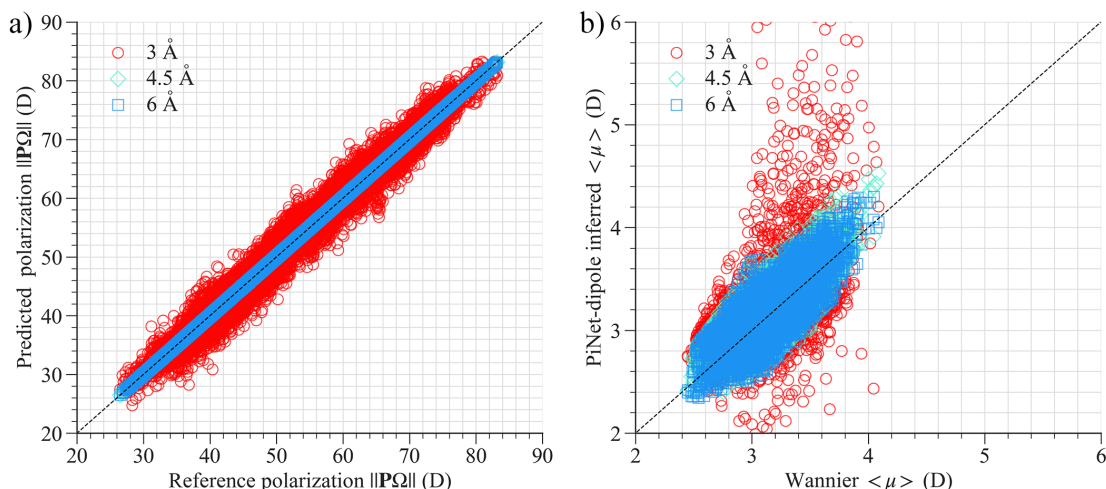 a)
3 Å
4.5 Å
6 Å
Predicted polarization ||PΩ|| (D)
90
80
70
60
50
40
30
20
20 30 40 50 60 70 80 90
Reference polarization ||PΩ|| (D)
b)
3 Å
4.5 Å
6 Å
PiNet-dipole inferred <μ> (D)
6
5
4
3
2
2 3 4 5 6
Wannier <μ> (D)